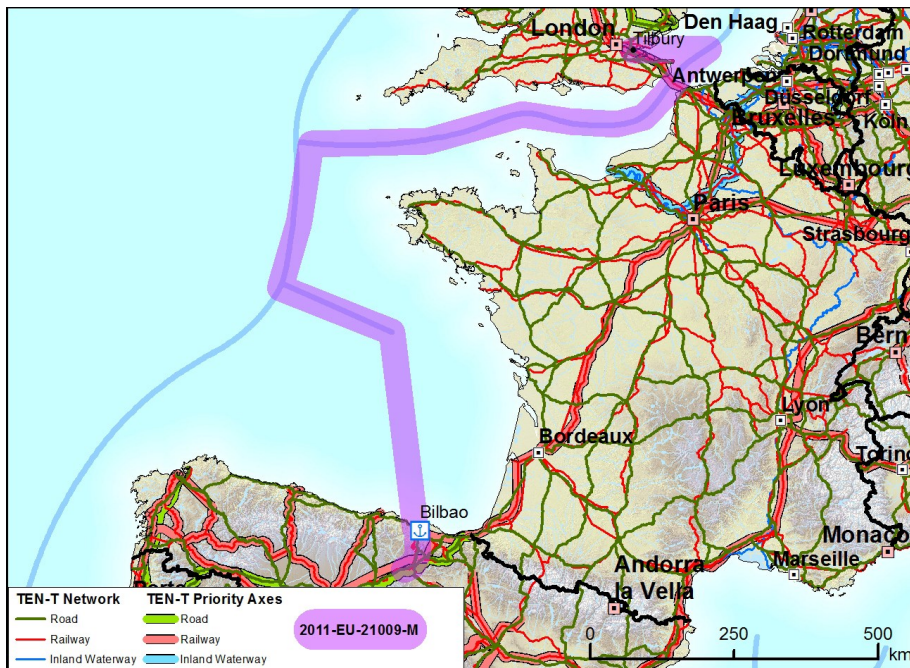 London
Tilbury
Den Haag
Rotterdam
Dortmund
Antwerpen
Düsseldorf
Bruxelles
Köln
Luxembourg
Paris
Strasbourg
Bern
Lyon
Bordeaux
Torino
Bilbao
Monaco
Marseille
Andorra
la Vella
TEN-T Network
Road
Railway
Inland Waterway
TEN-T Priority Axes
Road
Railway
Inland Waterway
2011-EU-21009-M
0 250 500
km